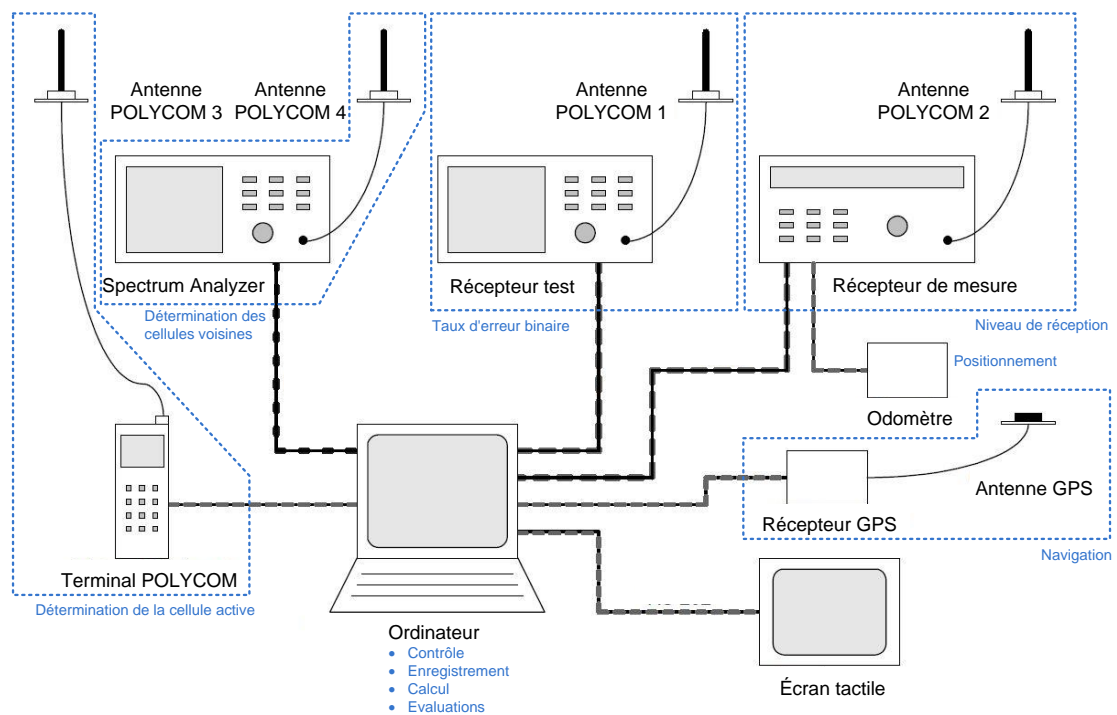 Antenne
POLYCOM 3
Antenne
POLYCOM 4
Antenne
POLYCOM 1
Antenne
POLYCOM 2
Spectrum Analyzer
Détermination des
cellules voisines
Récepteur test
Taux d'erreur binaire
Récepteur de mesure
Niveau de réception
Positionnement
Odomètre
Antenne GPS
Récepteur GPS
Navigation
Terminal POLYCOM
Détermination de la cellule active
Ordinateur
• Contrôle
• Enregistrement
• Calcul
• Evaluations
Écran tactile